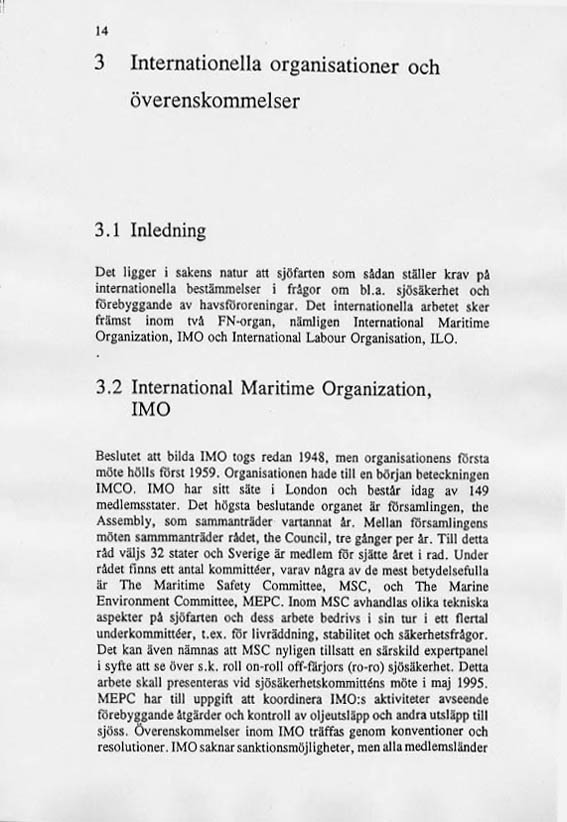 14
3 Internationella organisationer och
överenskommelser
3.1 Inledning
Det ligger i sakens natur att sjöfarten som sådan ställer krav på
internationella bestämmelser i frågor om bl.a. sjösäkerhet och
förebyggande av havsföroreningar. Det internationella arbetet sker
främst inom två FN-organ, nämligen International Maritime
Organization, IMO och International Labour Organisation, ILO.
3.2 International Maritime Organization,
IMO
Beslutet att bilda IMO togs redan 1948, men organisationens första
möte hölls först 1959. Organisationen hade till en början beteckningen
IMCO. IMO har sitt säte i London och består idag av 149
medlemsstater. Det högsta beslutande organet är församlingen, the
Assembly, som sammanträder vartannat år. Mellan församlingens
möten sammmanträder rådet, the Council, tre gånger per år. Till detta
råd väljs 32 stater och Sverige är medlem för sjätte året i rad. Under
rådet finns ett antal kommittéer, varav några av de mest betydelsefulla
är The Maritime Safety Committee, MSC, och The Marine
Environment Committee, MEPC. Inom MSC avhandlas olika tekniska
aspekter på sjöfarten och dess arbete bedrivs i sin tur i ett flertal
underkommittéer, t.ex. för livräddning, stabilitet och säkerhetsfrågor.
Det kan även nämnas att MSC nyligen tillsatt en särskild expertpanel
i syfte att se över s.k. roll on-roll off-färjors (ro-ro) sjösäkerhet. Detta
arbete skall presenteras vid sjösäkerhetskommitténs möte i maj 1995.
MEPC har till uppgift att koordinera IMO:s aktiviteter avseende
förebyggande åtgärder och kontroll av oljeutsläpp och andra utsläpp till
sjöss. Överenskommelser inom IMO träffas genom konventioner och
resolutioner. IMO saknar sanktionsmöjligheter, men alla medlemsländer